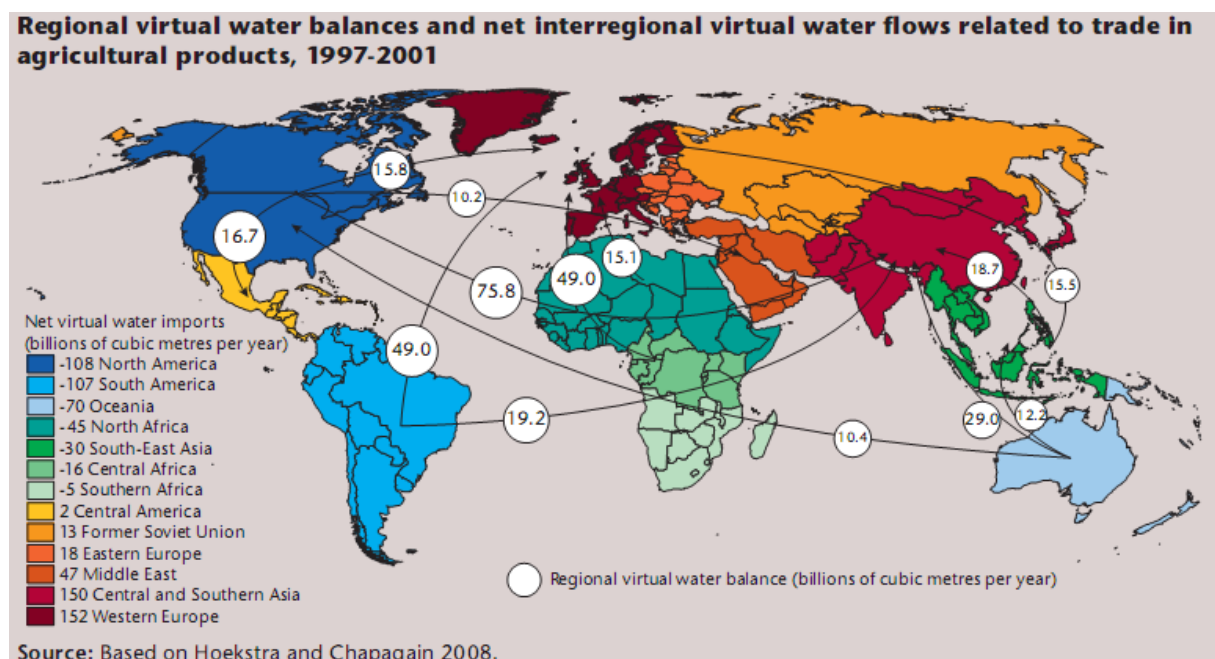 Regional virtual water balances and net interregional virtual water flows related to trade in
agricultural products, 1997-2001
15.8
10.2
16.7
15.1
49.0
75.8
18.7
15.5
49.0
19.2
29.0
12.2
10.4
Net virtual water imports
(billions of cubic metres per year)
-108 North America
-107 South America
-70 Oceania
-45 North Africa
-30 South-East Asia
-16 Central Africa
-5 Southern Africa
2 Central America
13 Former Soviet Union
18 Eastern Europe
47 Middle East
150 Central and Southern Asia
152 Western Europe
Regional virtual water balance (billions of cubic metres per year)
Source: Based on Hoekstra and Chapagain 2008.